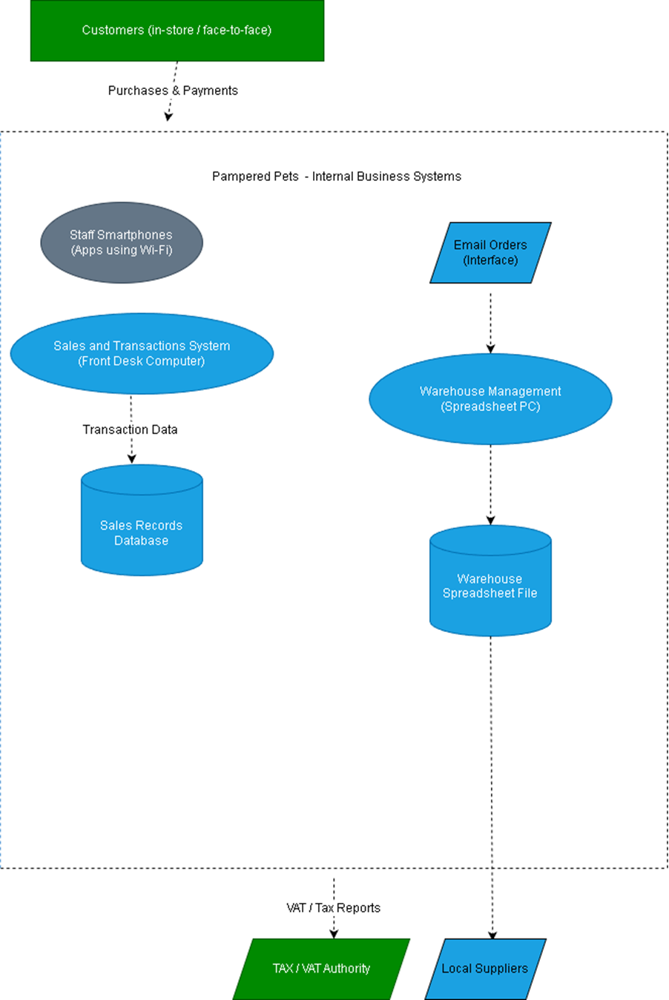 Customers (in-store / face-to-face)
Purchases & Payments
Pampered Pets - Internal Business Systems
Staff Smartphones
(Apps using Wi-Fi)
Email Orders
(Interface)
Sales and Transactions System
(Front Desk Computer)
Warehouse Management
(Spreadsheet PC)
Transaction Data
Sales Records
Database
Warehouse
Spreadsheet File
VAT / Tax Reports
TAX / VAT Authority
Local Suppliers